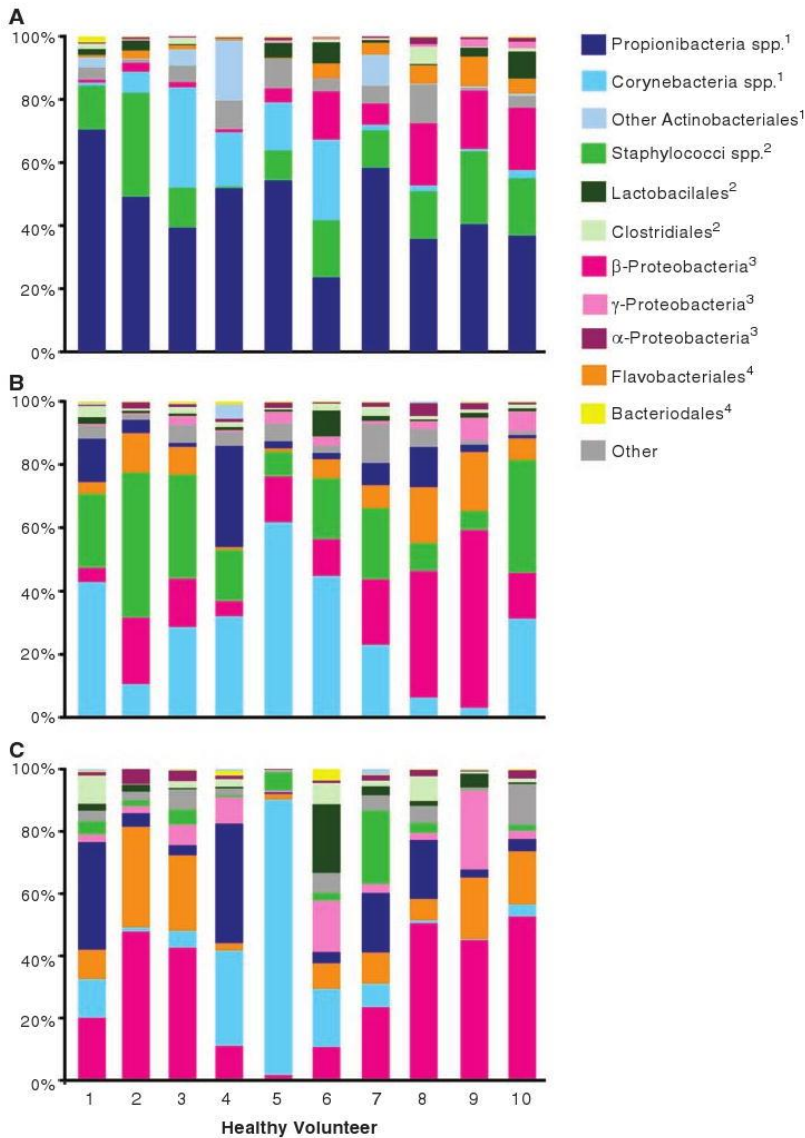 A
100%
80%
60%
40%
20%
0%
Propionibacteria spp.¹
Corynebacteria spp.¹
Other Actinobacteriales¹
Staphylococci spp.²
Lactobacilales²
Clostridiales²
β-Proteobacteria³
γ-Proteobacteria³
α-Proteobacteria³
Flavobacteriales⁴
Bacteriodales⁴
Other
B
100%
80%
60%
40%
20%
0%
C
100%
80%
60%
40%
20%
0%
1 2 3 4 5 6 7 8 9 10
Healthy Volunteer